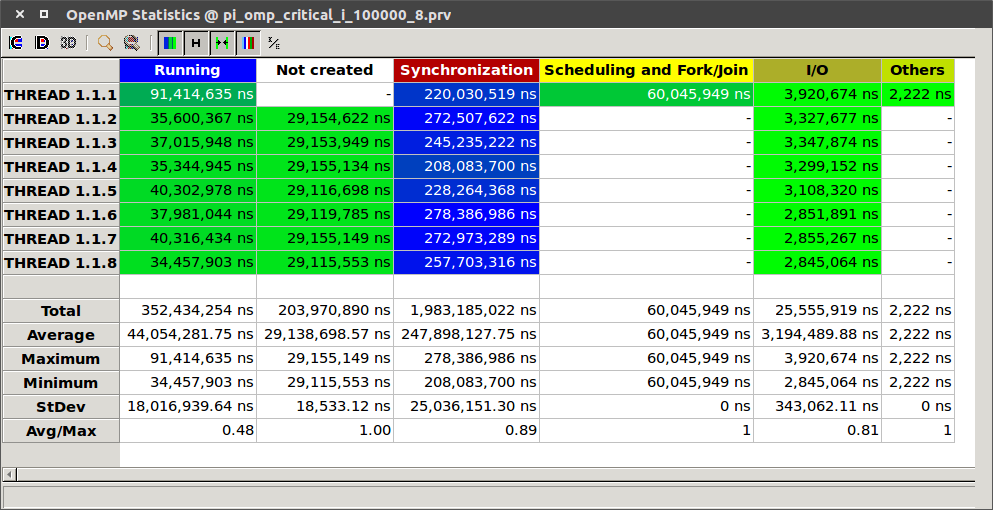 OpenMP Statistics @ pi_omp_critical_i_100000_8.prv
3D
Running Not created Synchronization Scheduling and Fork/Join I/O Others
THREAD 1.1.1 91,414,635 ns - 220,030,519 ns 60,045,949 ns 3,920,674 ns 2,222 ns
THREAD 1.1.2 35,600,367 ns 29,154,622 ns 272,507,622 ns - 3,327,677 ns -
THREAD 1.1.3 37,015,948 ns 29,153,949 ns 245,235,222 ns - 3,347,874 ns -
THREAD 1.1.4 35,344,945 ns 29,155,134 ns 208,083,700 ns - 3,299,152 ns -
THREAD 1.1.5 40,302,978 ns 29,116,698 ns 228,264,368 ns - 3,108,320 ns -
THREAD 1.1.6 37,981,044 ns 29,119,785 ns 278,386,986 ns - 2,851,891 ns -
THREAD 1.1.7 40,316,434 ns 29,155,149 ns 272,973,289 ns - 2,855,267 ns -
THREAD 1.1.8 34,457,903 ns 29,115,553 ns 257,703,316 ns - 2,845,064 ns -
Total 352,434,254 ns 203,970,890 ns 1,983,185,022 ns 60,045,949 ns 25,555,919 ns 2,222 ns
Average 44,054,281.75 ns 29,138,698.57 ns 247,898,127.75 ns 60,045,949 ns 3,194,489.88 ns 2,222 ns
Maximum 91,414,635 ns 29,155,149 ns 278,386,986 ns 60,045,949 ns 3,920,674 ns 2,222 ns
Minimum 34,457,903 ns 29,115,553 ns 208,083,700 ns 60,045,949 ns 2,845,064 ns 2,222 ns
StDev 18,016,939.64 ns 18,533.12 ns 25,036,151.30 ns 0 ns 343,062.11 ns 0 ns
Avg/Max 0.48 1.00 0.89 1 0.81 1